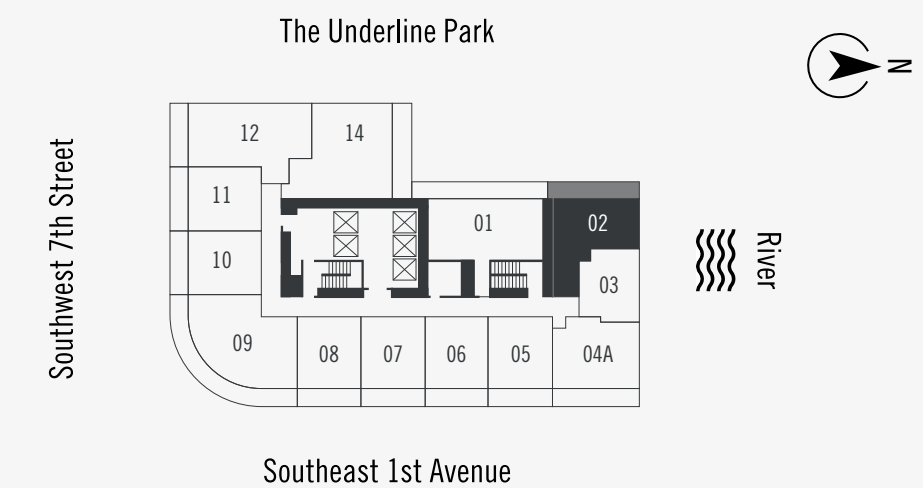 The Underline Park
N
12
14
11
01
02
10
03
09
08
07
06
05
04A
Southwest 7th Street
River
Southeast 1st Avenue